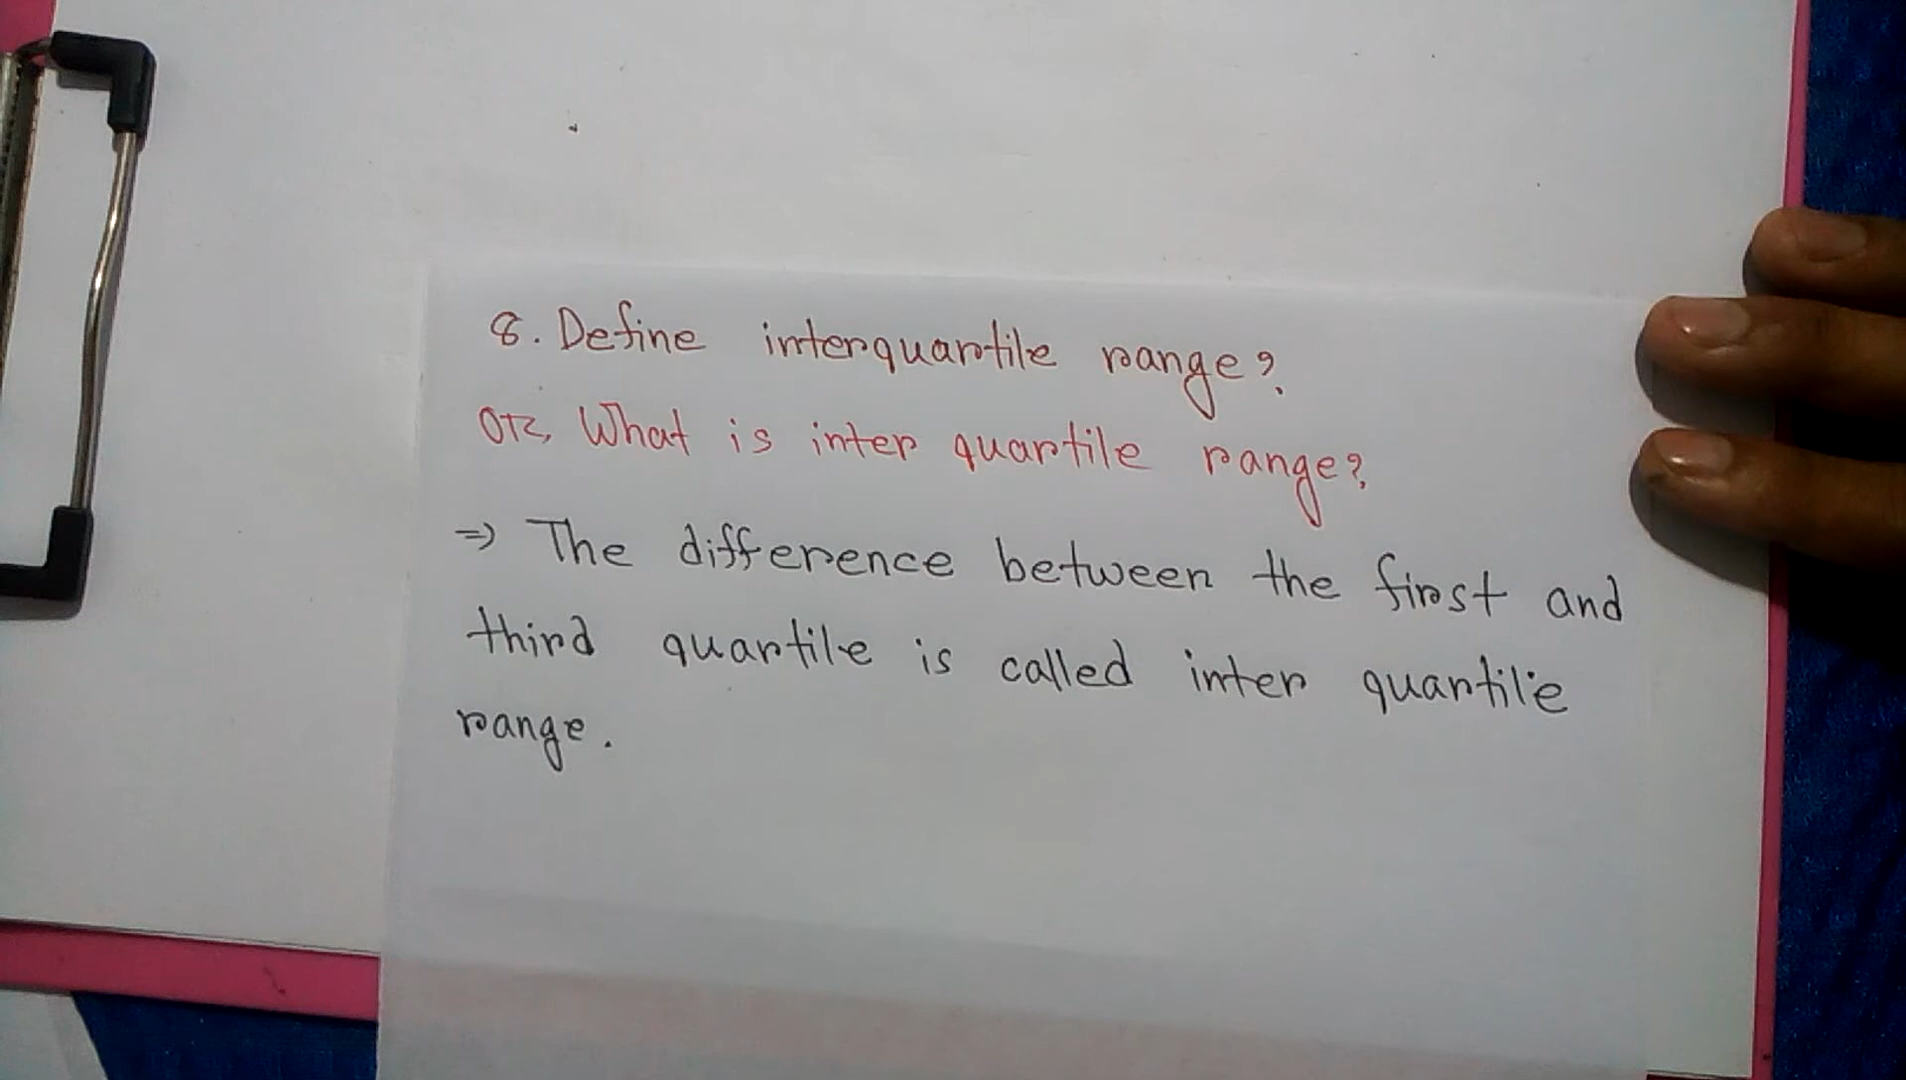 8. Define interquartile range?
OR, What is inter quartile range?
⇒ The difference between the first and
third quartile is called inter quartile
range.